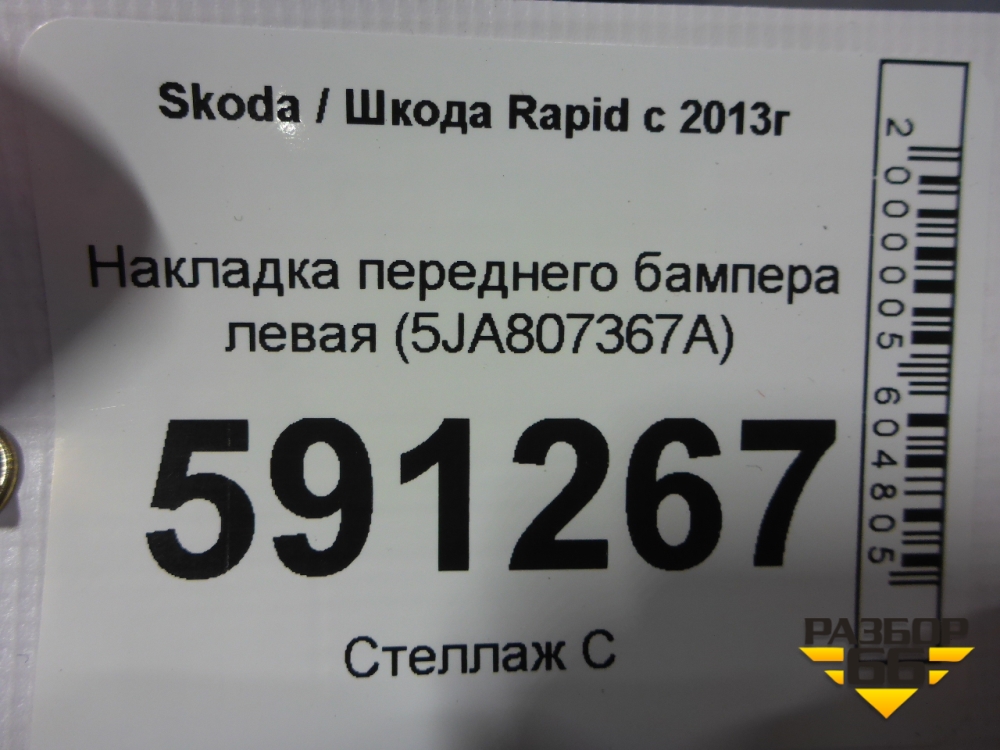 Skoda / Шкода Rapid с 2013г
Накладка переднего бампера
левая (5JA807367A)
591267
Стеллаж С
2000005604805
РАЗБОР
66